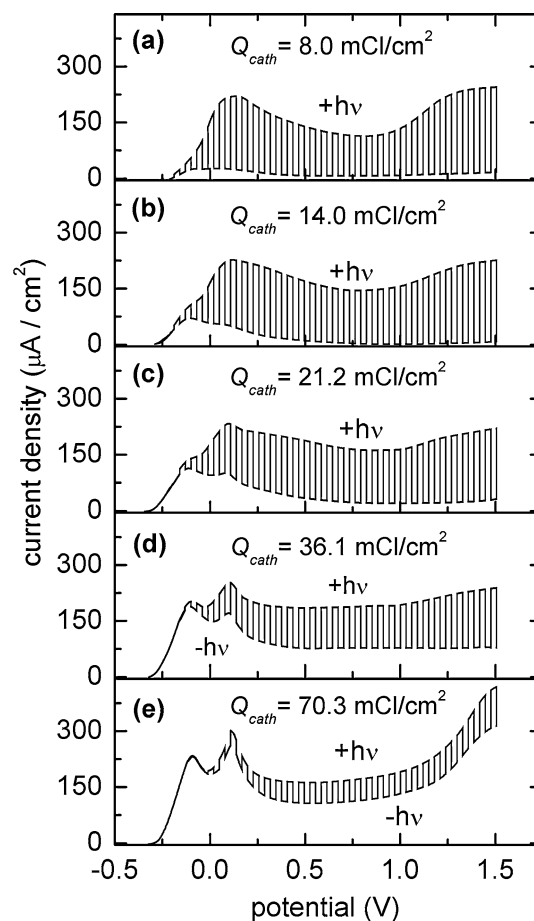 (a)
Q_cath = 8.0 mCl/cm²
300
150
0
+hν
(b)
Q_cath = 14.0 mCl/cm²
300
150
0
+hν
(c)
Q_cath = 21.2 mCl/cm²
300
150
0
+hν
(d)
Q_cath = 36.1 mCl/cm²
300
150
0
+hν
-hν
(e)
Q_cath = 70.3 mCl/cm²
300
150
0
+hν
-hν
current density (μA / cm²)
-0.5 0.0 0.5 1.0 1.5
potential (V)